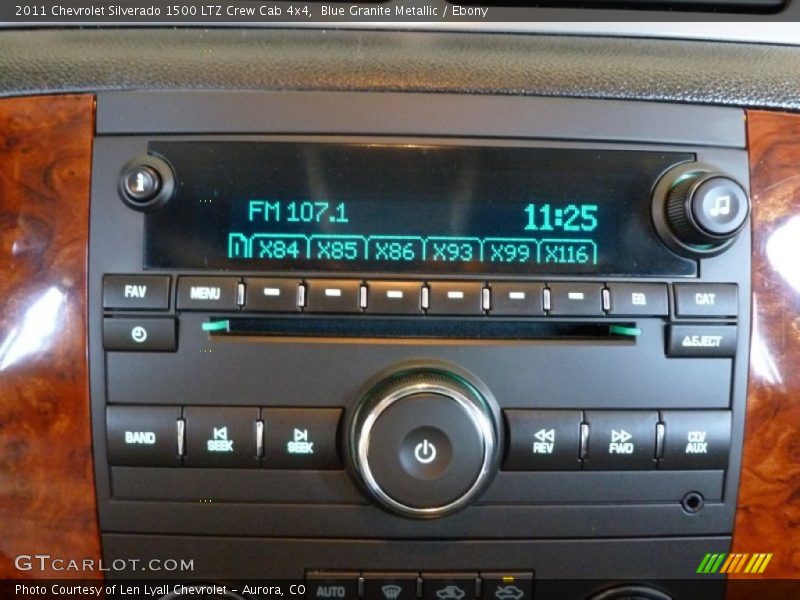 2011 Chevrolet Silverado 1500 LTZ Crew Cab 4x4,  Blue Granite Metallic / Ebony
i
FM 107.1 11:25
X84 X85 X86 X93 X99 X116
FAV MENU EQ CAT
EJECT
BAND SEEK SEEK REV FWD CD/ AUX
AUTO
GTCARLOT.COM
Photo Courtesy of Len Lyall Chevrolet - Aurora, CO